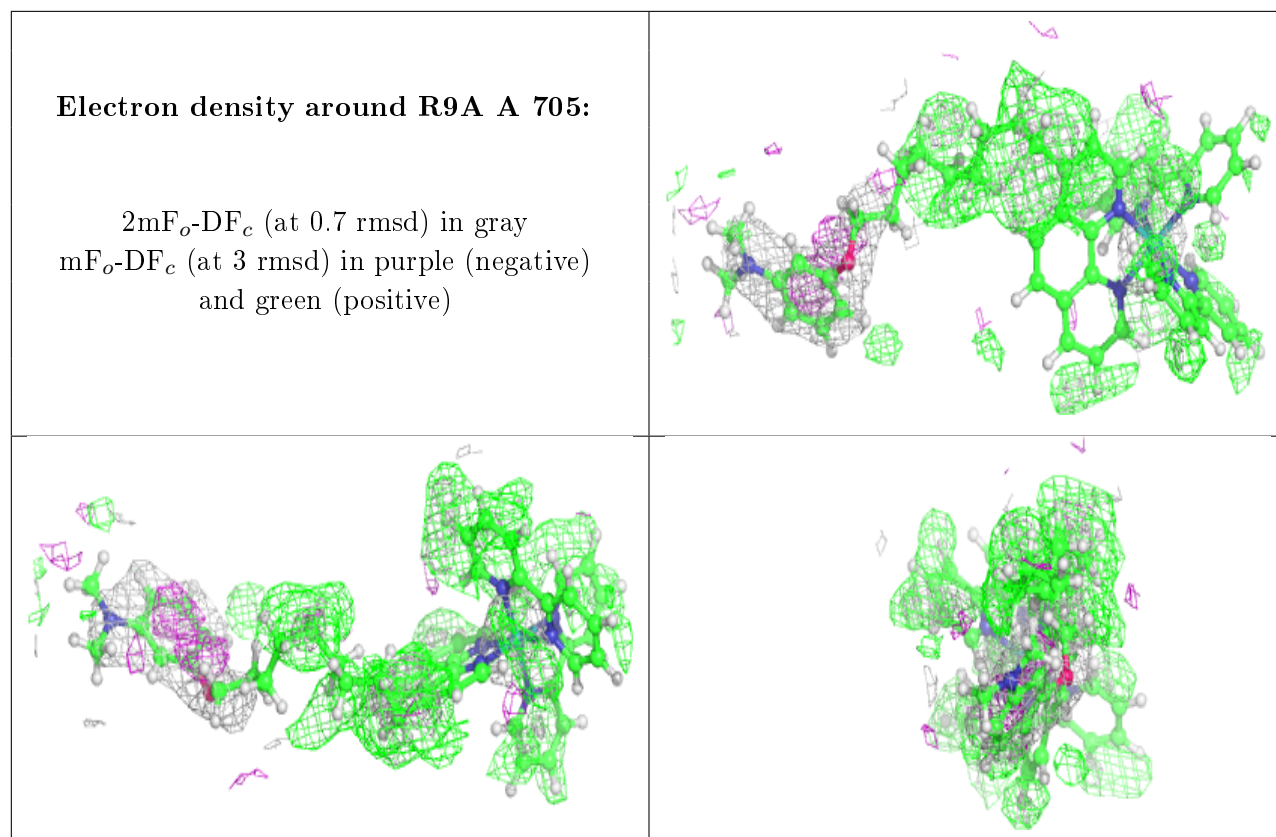 Electron density around R9A A 705:
2mFo-DFc (at 0.7 rmsd) in gray
mFo-DFc (at 3 rmsd) in purple (negative)
and green (positive)